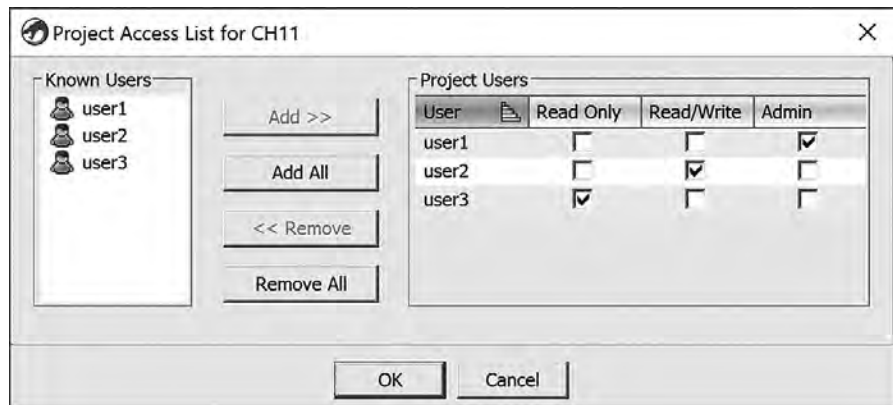 Project Access List for CH11
Known Users
user1
user2
user3
Add >>
Add All
<< Remove
Remove All
Project Users
User Read Only Read/Write Admin
user1
user2
user3
OK Cancel